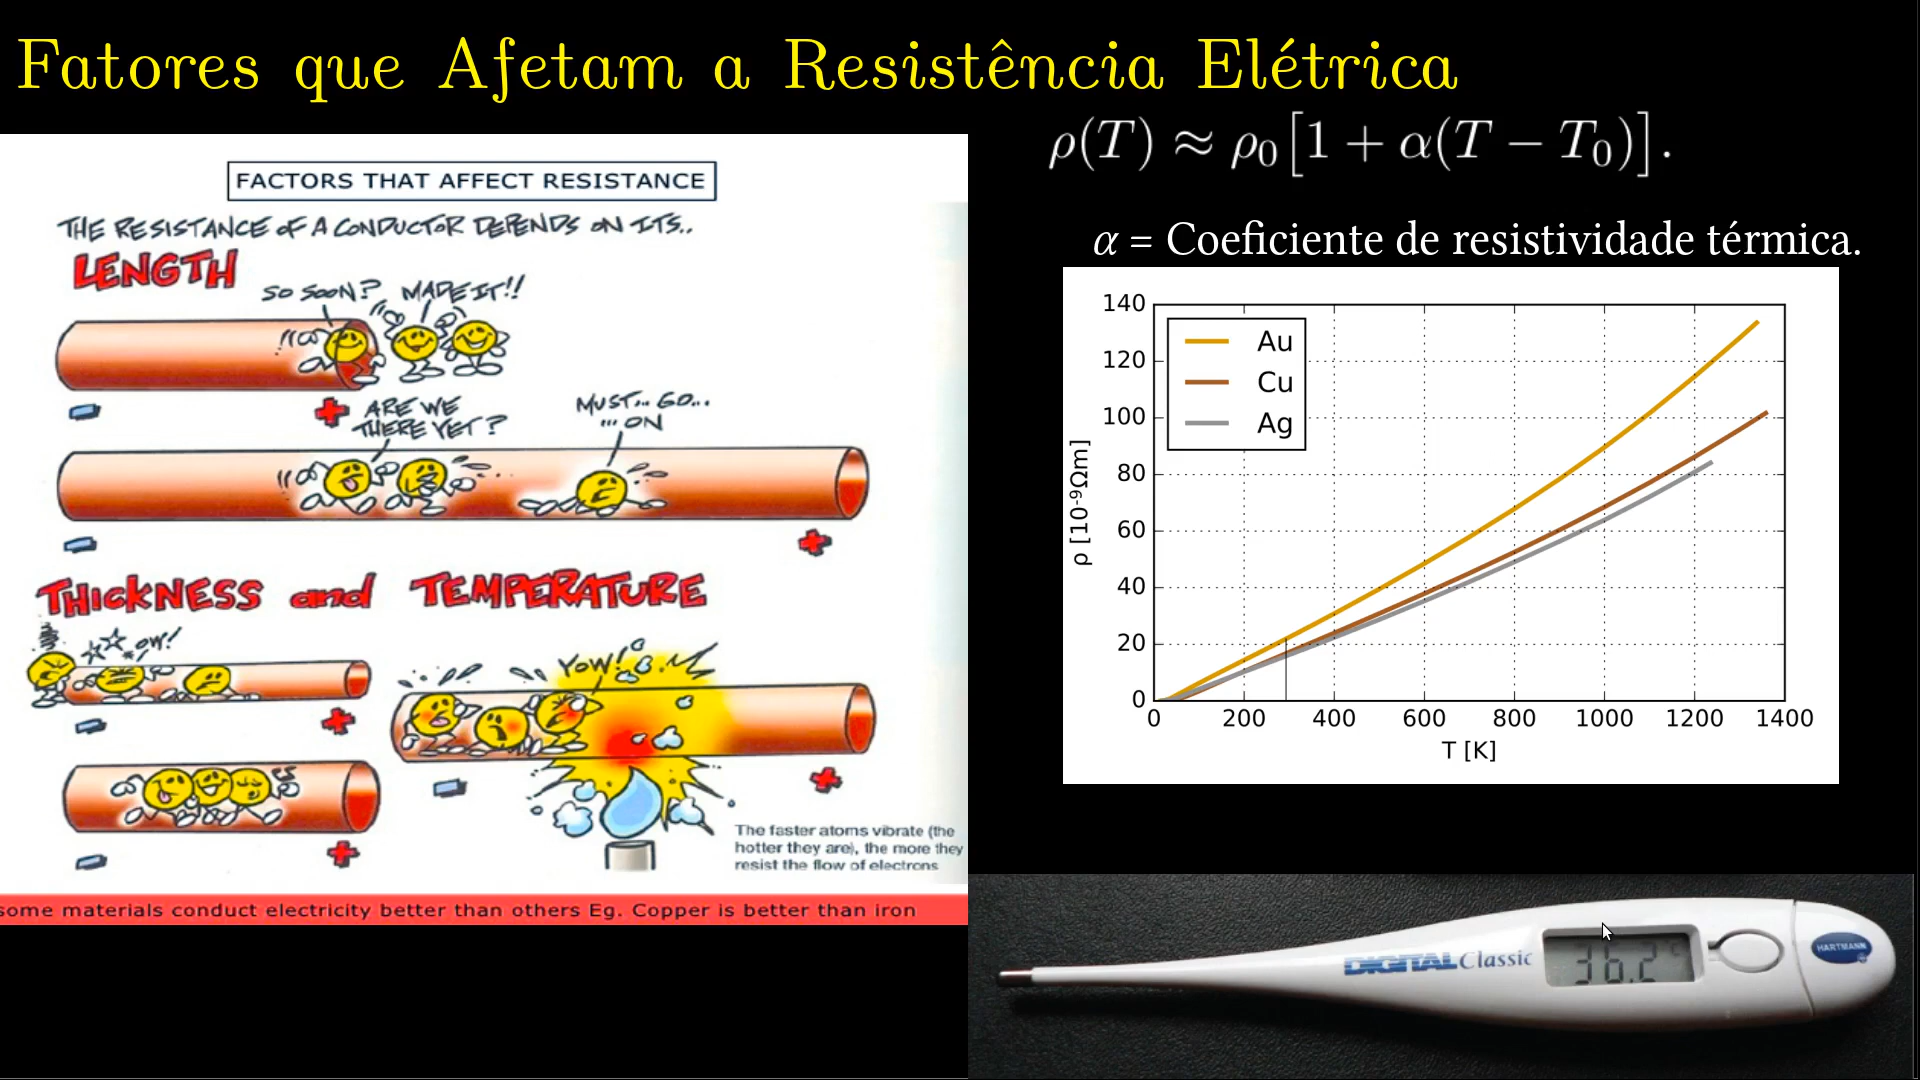 Fatores que Afetam a Resistência Elétrica
ρ(T) ≈ ρ₀[1 + α(T − T₀)].
α = Coeficiente de resistividade térmica.
FACTORS THAT AFFECT RESISTANCE
THE RESISTANCE OF A CONDUCTOR DEPENDS ON ITS..
LENGTH
SO SOON? MADE IT!!
ARE WE
THERE YET?
MUST... GO...
... ON
THICKNESS and TEMPERATURE
OW!
YOW!
The faster atoms vibrate (the
hotter they are), the more they
resist the flow of electrons
some materials conduct electricity better than others Eg. Copper is better than iron
Au
Cu
Ag
ρ [10⁻⁹Ωm]
140
120
100
80
60
40
20
0
0 200 400 600 800 1000 1200 1400
T [K]
DIGITAL Classic
36.2 °C
HARTMANN